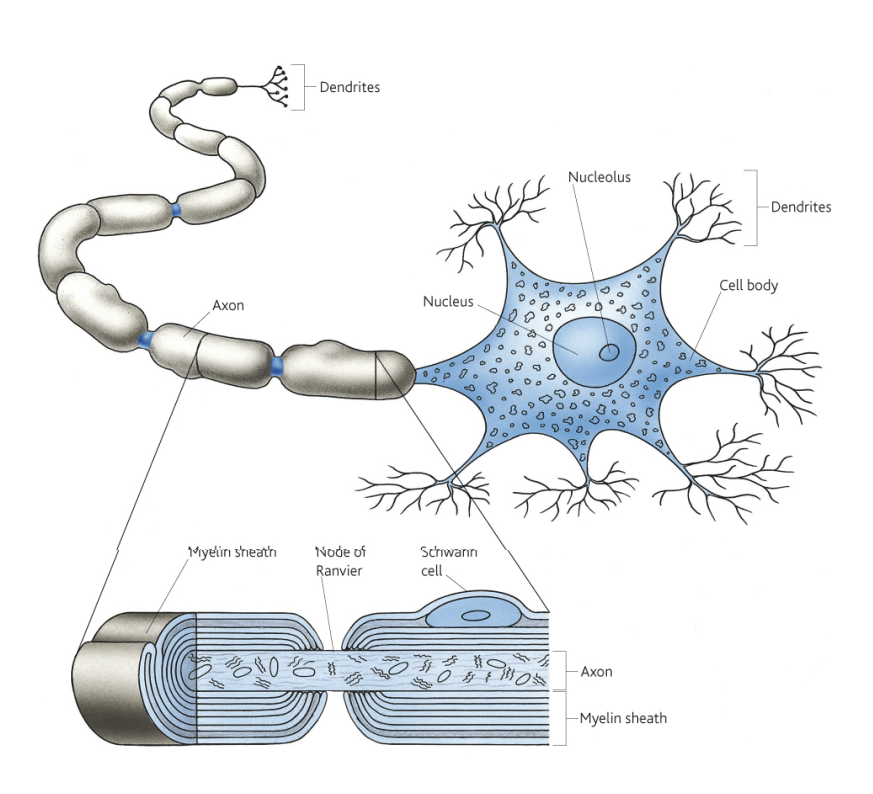 Dendrites
Nucleolus
Dendrites
Cell body
Nucleus
Axon
Myelin sheath
Node of
Ranvier
Schwann
cell
Axon
Myelin sheath